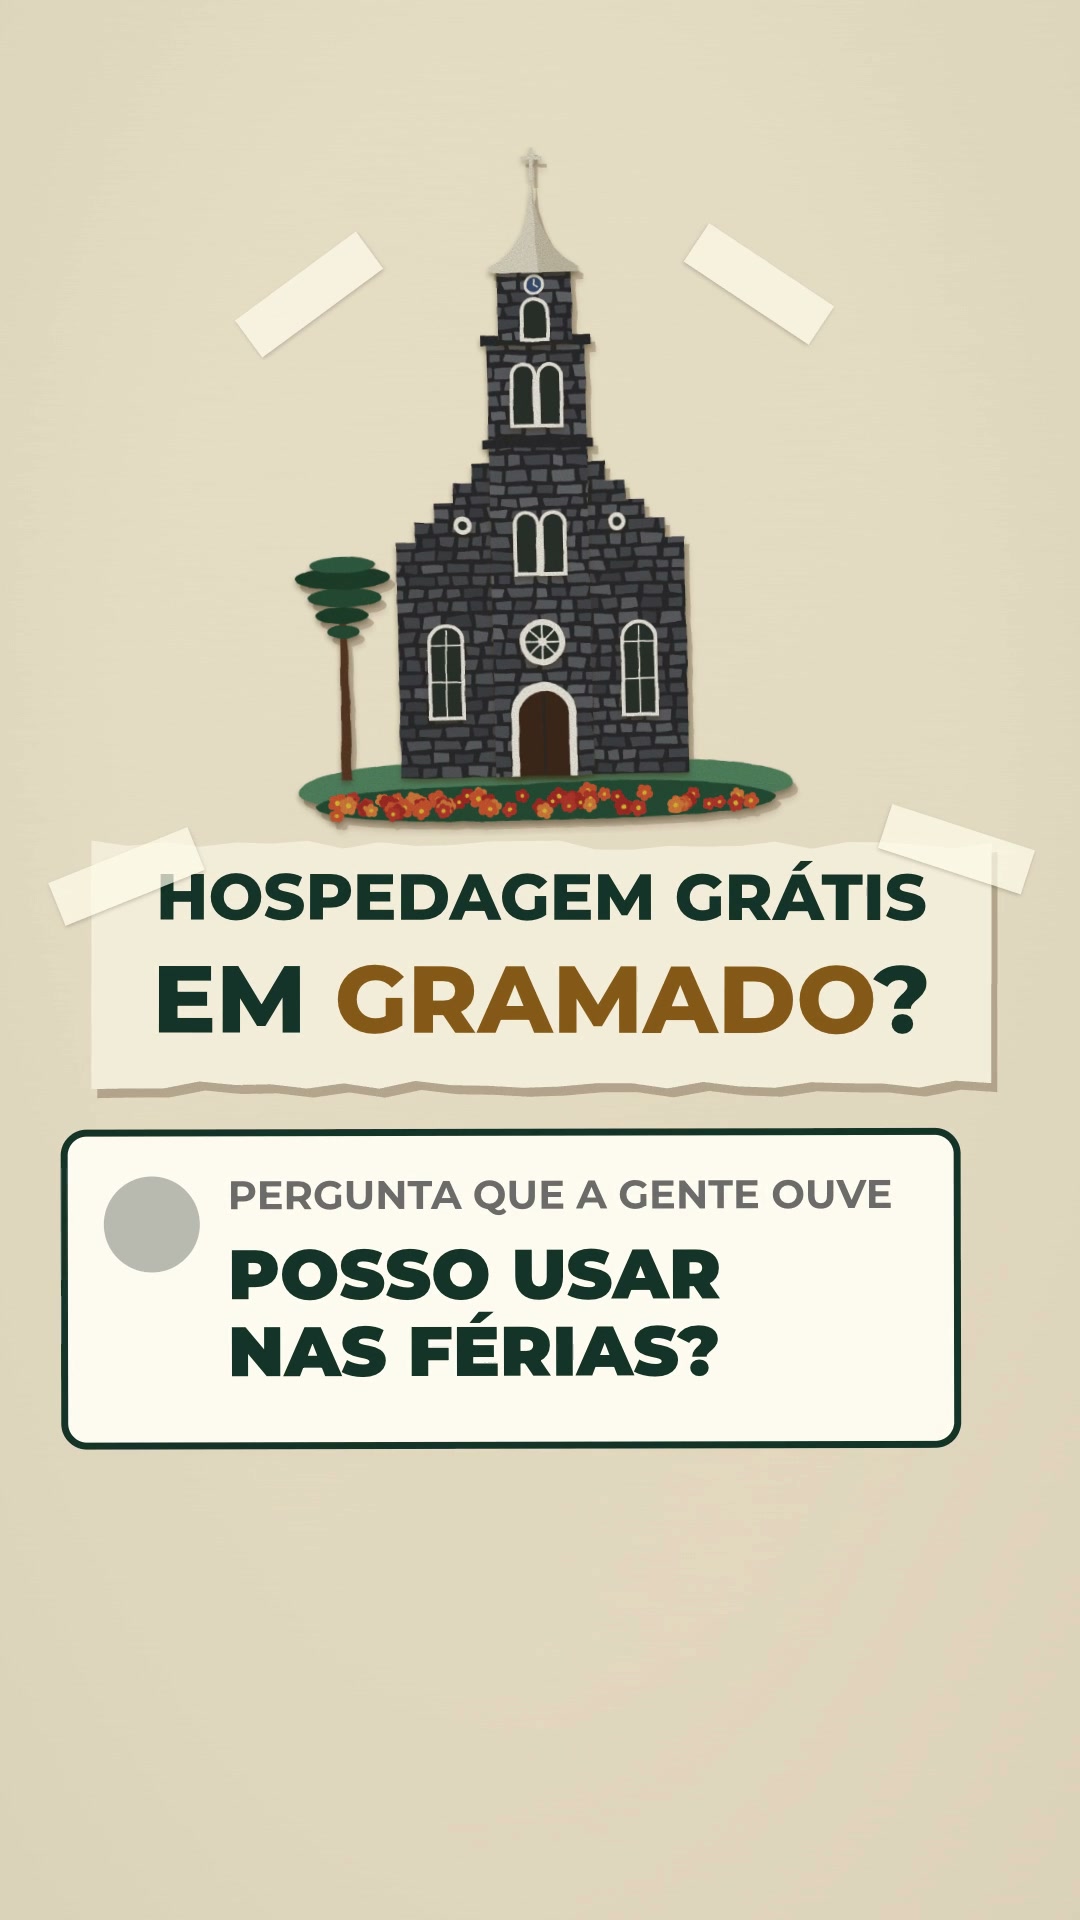 HOSPEDAGEM GRÁTIS
EM GRAMADO?
PERGUNTA QUE A GENTE OUVE
POSSO USAR
NAS FÉRIAS?